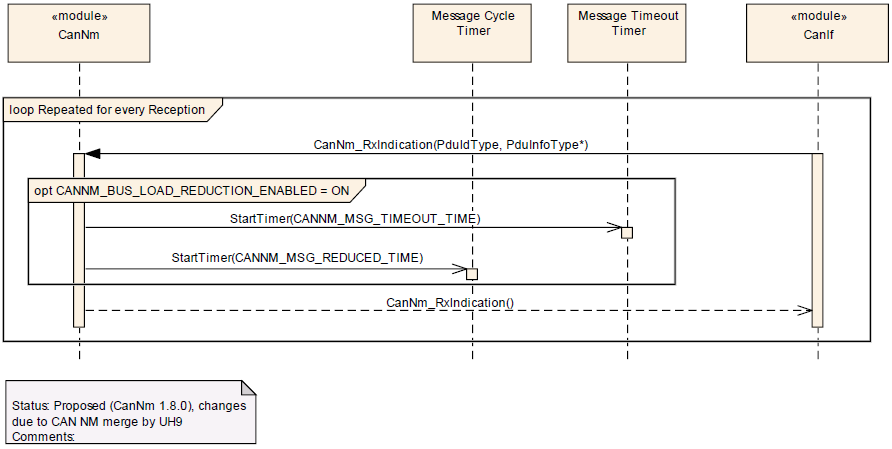 «module»
CanNm
Message Cycle
Timer
Message Timeout
Timer
«module»
CanIf
loop Repeated for every Reception
CanNm_RxIndication(PduIdType, PduInfoType*)
opt CANNM_BUS_LOAD_REDUCTION_ENABLED = ON
StartTimer(CANNM_MSG_TIMEOUT_TIME)
StartTimer(CANNM_MSG_REDUCED_TIME)
CanNm_RxIndication()
Status: Proposed (CanNm 1.8.0), changes
due to CAN NM merge by UH9
Comments: